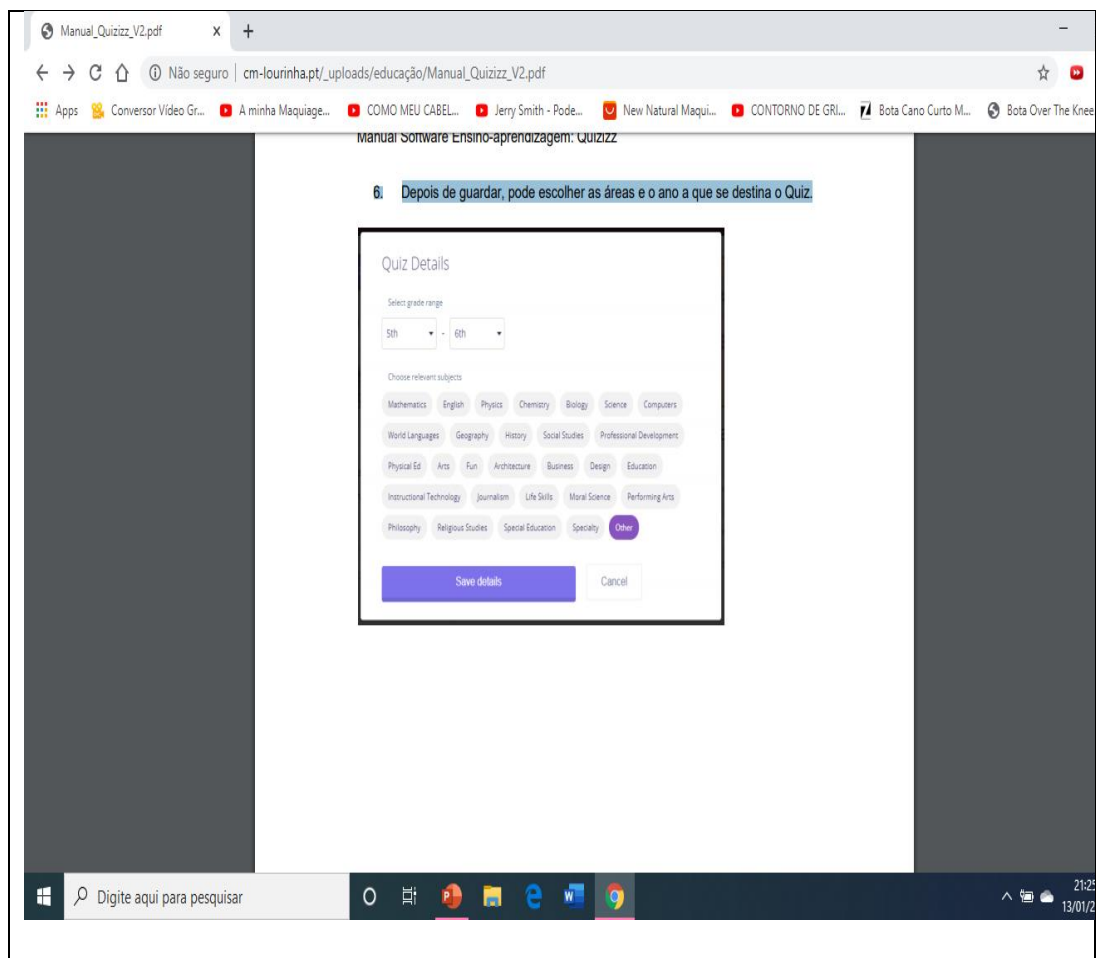 Manual_Quizizz_V2.pdf
Não seguro | cm-lourinha.pt/_uploads/educação/Manual_Quizizz_V2.pdf
Apps Conversor Vídeo Gr... A minha Maquiage... COMO MEU CABEL... Jerry Smith - Pode... New Natural Maqui... CONTORNO DE GRI... Bota Cano Curto M... Bota Over The Knee
Manual Software Ensino-aprendizagem: Quizizz
6. Depois de guardar, pode escolher as áreas e o ano a que se destina o Quiz.
Quiz Details
Select grade range
5th - 6th
Choose relevant subjects
Mathematics English Physics Chemistry Biology Science Computers
World Languages Geography History Social Studies Professional Development
Physical Ed Arts Fun Architecture Business Design Education
Instructional Technology Journalism Life Skills Moral Science Performing Arts
Philosophy Religious Studies Special Education Specialty Other
Save details Cancel
Digite aqui para pesquisar
21:25
13/01/2